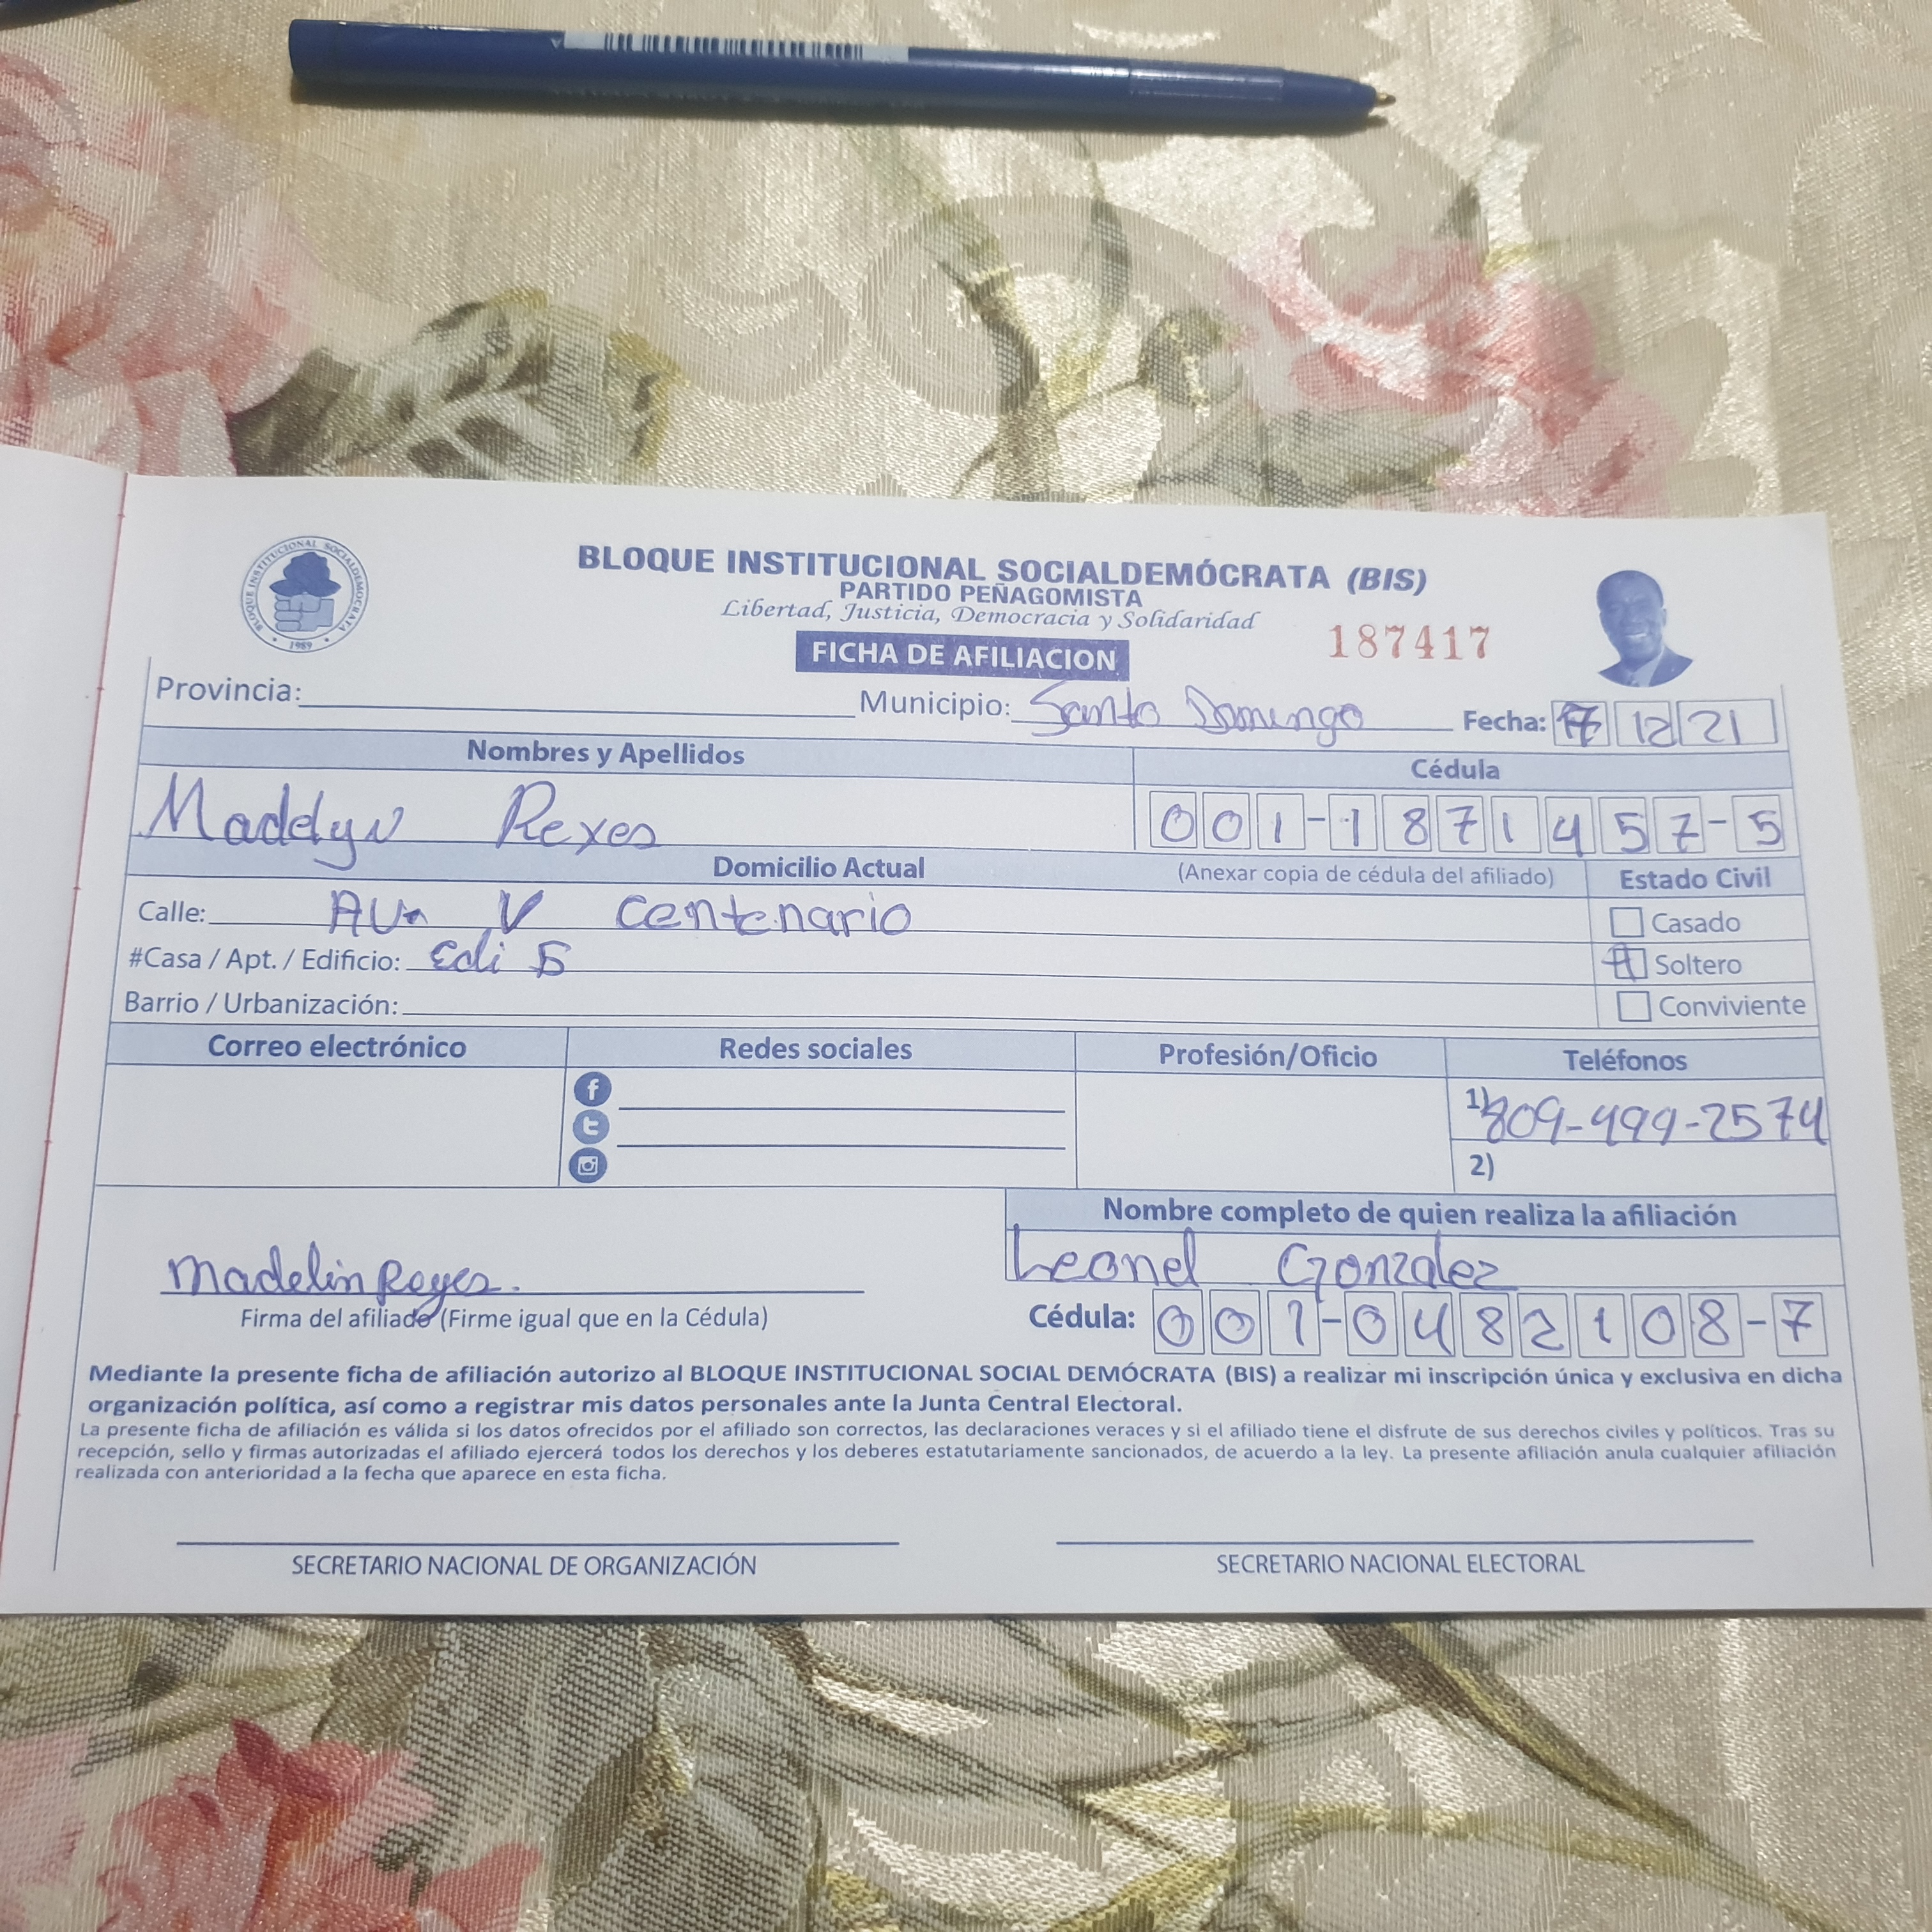 BLOQUE INSTITUCIONAL SOCIALDEMOCRATA
1989
BLOQUE INSTITUCIONAL SOCIALDEMÓCRATA (BIS)
PARTIDO PEÑAGOMISTA
Libertad, Justicia, Democracia y Solidaridad
187417
FICHA DE AFILIACION
Provincia: Municipio: Santo Domingo Fecha: 17 12 21
Nombres y Apellidos Cédula
Maddyn Reyes 001-1871457-5
Domicilio Actual (Anexar copia de cédula del afiliado) Estado Civil
Calle: Av. V Centenario Casado
#Casa / Apt. / Edificio: Edi 5 Soltero
Barrio / Urbanización: Conviviente
Correo electrónico Redes sociales Profesión/Oficio Teléfonos
1) 809-499-2574
2)
Nombre completo de quien realiza la afiliación
Madelin Reyes. Leonel Gonzalez
Firma del afiliado (Firme igual que en la Cédula) Cédula: 001-0482108-7
Mediante la presente ficha de afiliación autorizo al BLOQUE INSTITUCIONAL SOCIAL DEMÓCRATA (BIS) a realizar mi inscripción única y exclusiva en dicha
organización política, así como a registrar mis datos personales ante la Junta Central Electoral.
La presente ficha de afiliación es válida si los datos ofrecidos por el afiliado son correctos, las declaraciones veraces y si el afiliado tiene el disfrute de sus derechos civiles y políticos. Tras su
recepción, sello y firmas autorizadas el afiliado ejercerá todos los derechos y los deberes estatutariamente sancionados, de acuerdo a la ley. La presente afiliación anula cualquier afiliación
realizada con anterioridad a la fecha que aparece en esta ficha.
SECRETARIO NACIONAL DE ORGANIZACIÓN SECRETARIO NACIONAL ELECTORAL